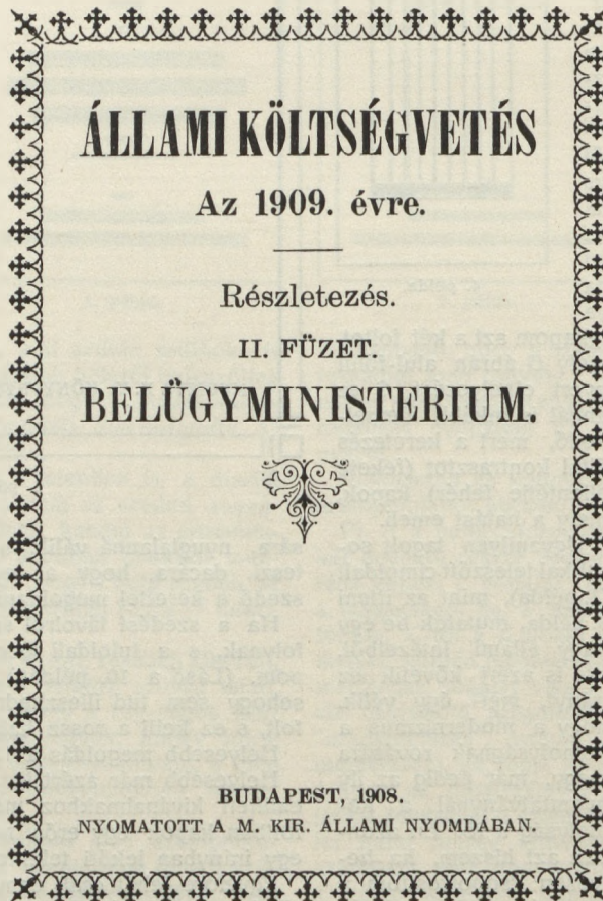 ÁLLAMI KÖLTSÉGVETÉS
Az 1909. évre.
Részletezés.
II. FÜZET.
BELÜGYMINISTERIUM.
BUDAPEST, 1908.
NYOMATOTT A M. KIR. ÁLLAMI NYOMDÁBAN.